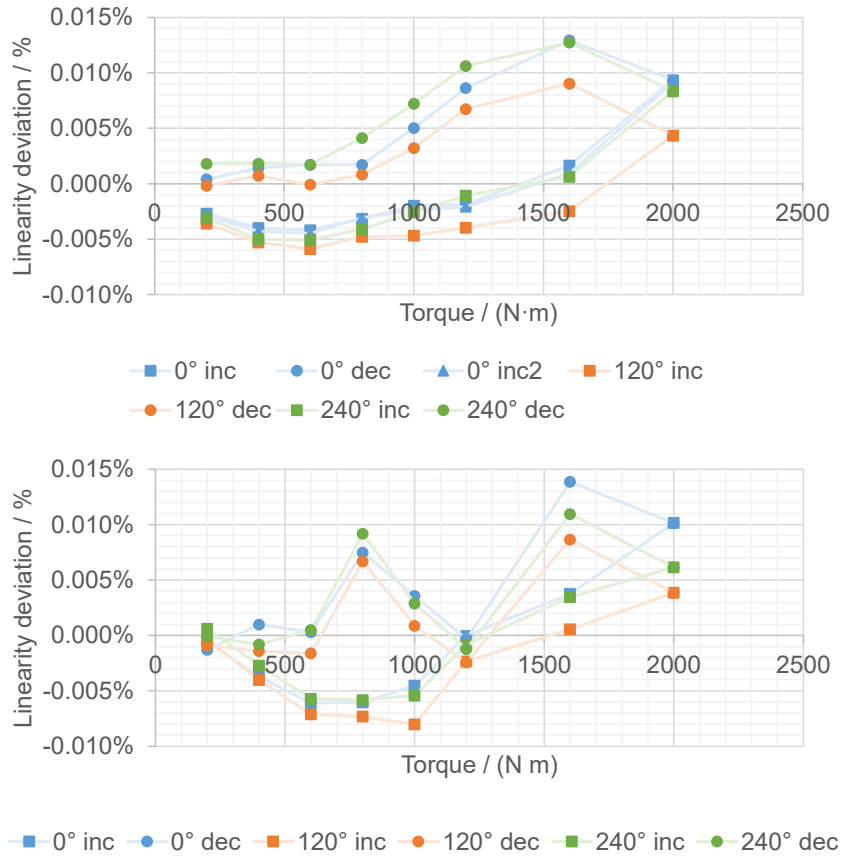 0.015%
0.010%
0.005%
0.000%
-0.005%
-0.010%
Linearity deviation / %
0 500 1000 1500 2000 2500
Torque / (N·m)
0° inc 0° dec 0° inc2 120° inc
120° dec 240° inc 240° dec
0.015%
0.010%
0.005%
0.000%
-0.005%
-0.010%
Linearity deviation / %
0 500 1000 1500 2000 2500
Torque / (N m)
0° inc 0° dec 120° inc 120° dec 240° inc 240° dec